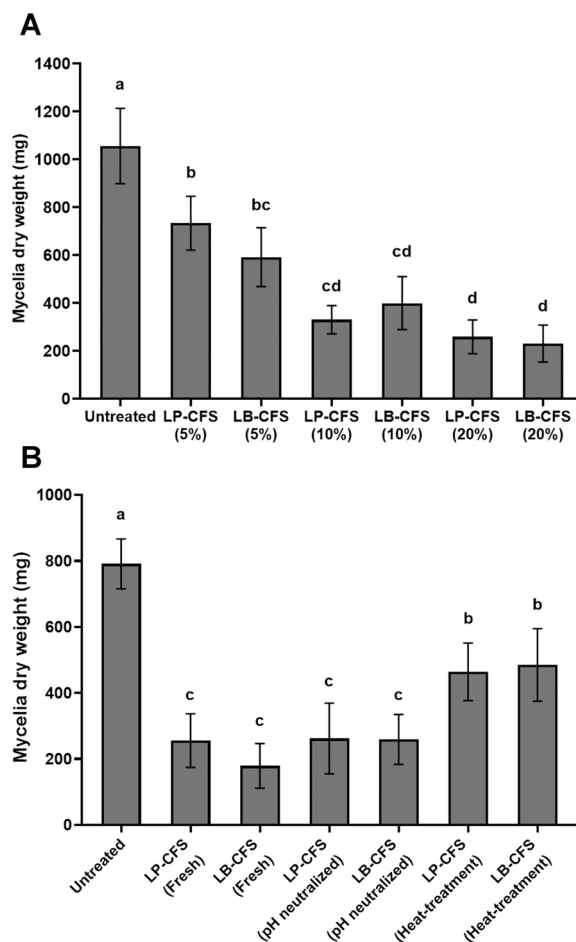 A
Mycelia dry weight (mg)
1400
1200
1000
800
600
400
200
0
a
b
bc
cd
cd
d
d
Untreated
LP-CFS
(5%)
LB-CFS
(5%)
LP-CFS
(10%)
LB-CFS
(10%)
LP-CFS
(20%)
LB-CFS
(20%)
B
Mycelia dry weight (mg)
1000
800
600
400
200
0
a
c
c
c
c
b
b
Untreated
LP-CFS
(Fresh)
LB-CFS
(Fresh)
LP-CFS
(pH neutralized)
LB-CFS
(pH neutralized)
LP-CFS
(Heat-treatment)
LB-CFS
(Heat-treatment)